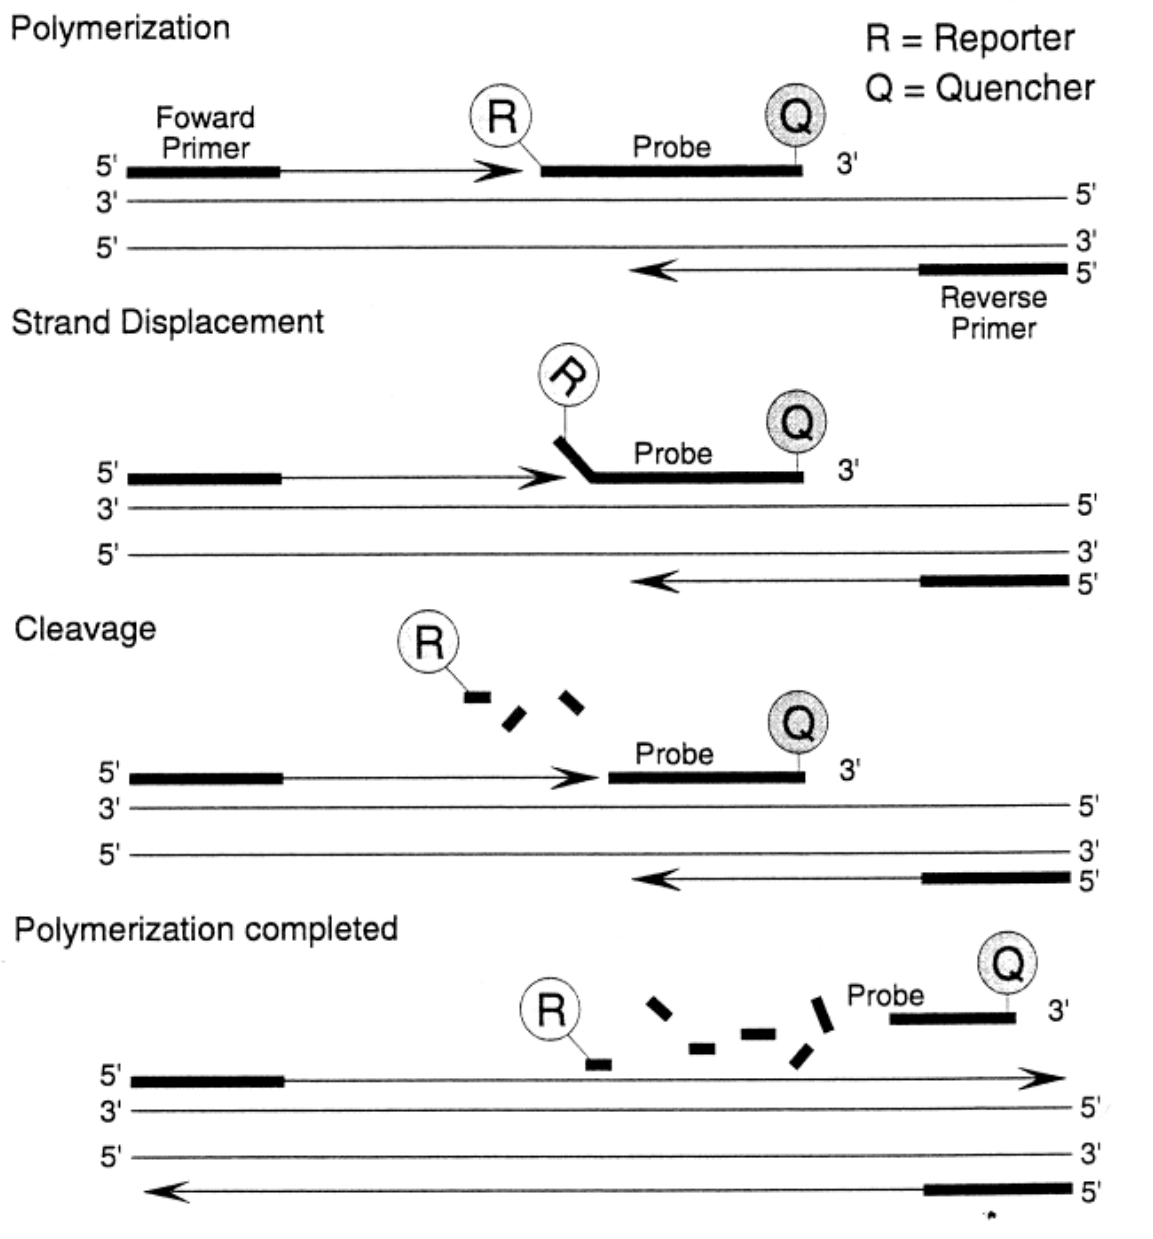 Polymerization
R = Reporter
Q = Quencher
Foward
Primer
R
Q
Probe
5'
3'
3'
5'
5'
3'
5'
Reverse
Primer
Strand Displacement
R
Q
Probe
5'
3'
3'
5'
5'
3'
5'
Cleavage
R
Q
Probe
5'
3'
3'
5'
5'
3'
5'
Polymerization completed
R
Q
Probe
3'
5'
3'
5'
5'
3'
5'